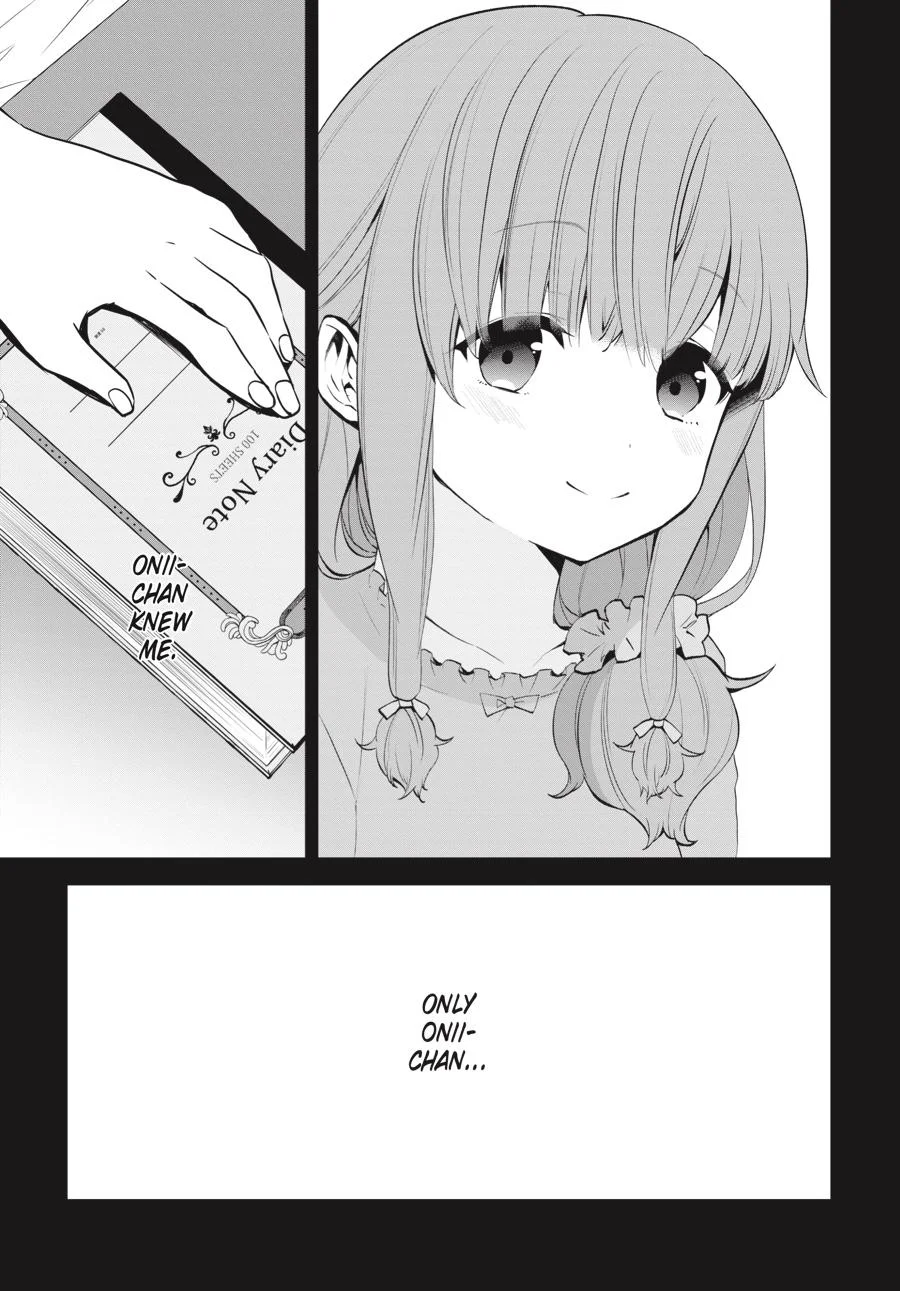 Diary Note
100 SHEETS
ONII-
CHAN
KNEW
ME.
ONLY
ONII-
CHAN...